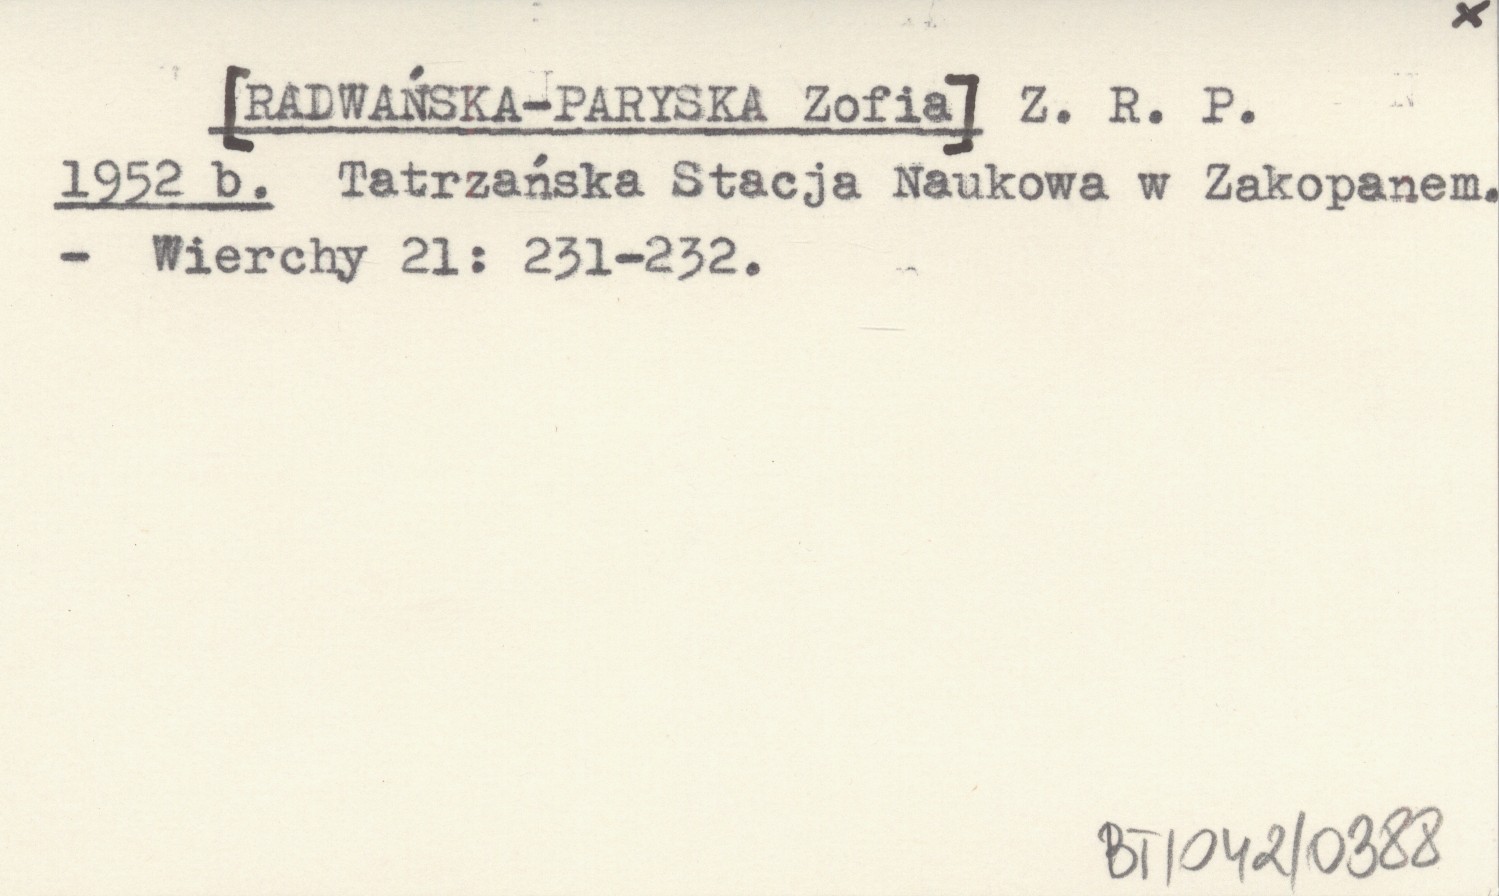 x
[RADWAŃSKA-PARYSKA Zofia] Z. R. P.
1952 b. Tatrzańska Stacja Naukowa w Zakopanem.
- Wierchy 21: 231-232.
BT/042/0388